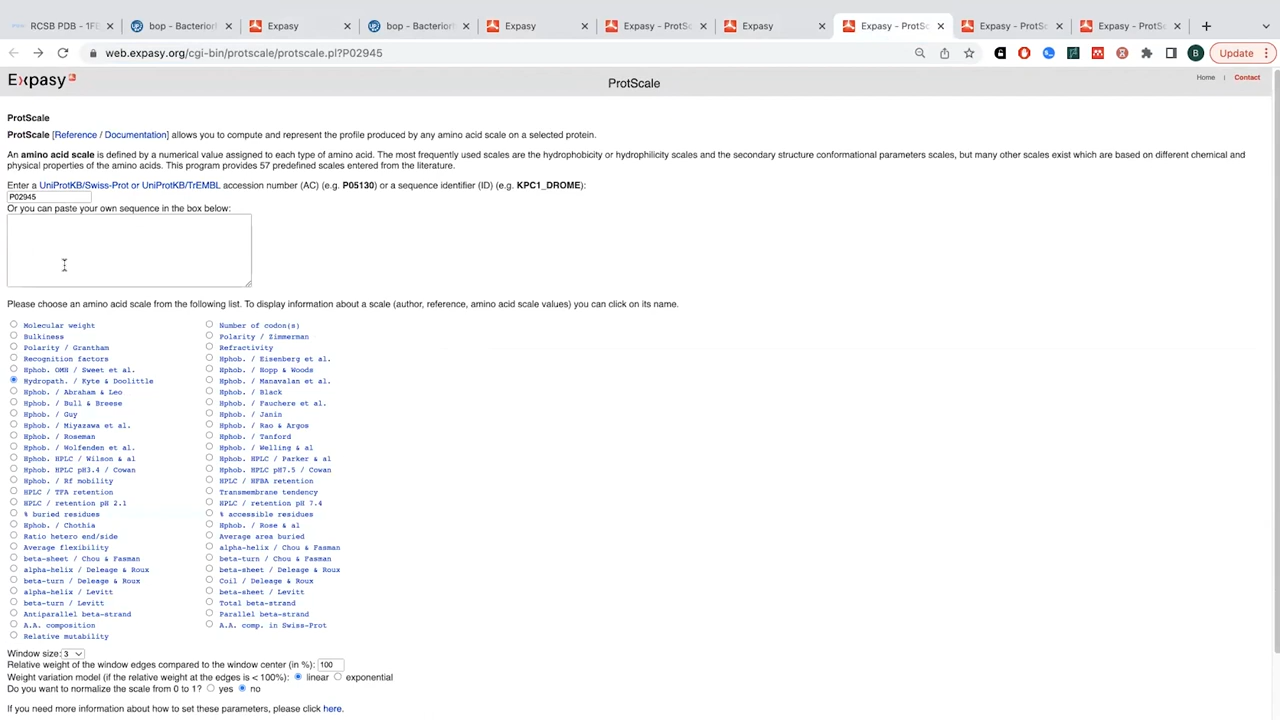 RCSB PDB - 1FE × bop - Bacterior × Expasy × bop - Bacterior × Expasy × Expasy - ProtSc × Expasy × Expasy - ProtSc × Expasy - ProtSc × Expasy - ProtSc × +
web.expasy.org/cgi-bin/protscale/protscale.pl?P02945 B Update
Expasy ProtScale Home | Contact
ProtScale
ProtScale [Reference / Documentation] allows you to compute and represent the profile produced by any amino acid scale on a selected protein.
An amino acid scale is defined by a numerical value assigned to each type of amino acid. The most frequently used scales are the hydrophobicity or hydrophilicity scales and the secondary structure conformational parameters scales, but many other scales exist which are based on different chemical and
physical properties of the amino acids. This program provides 57 predefined scales entered from the literature.
Enter a UniProtKB/Swiss-Prot or UniProtKB/TrEMBL accession number (AC) (e.g. P05130) or a sequence identifier (ID) (e.g. KPC1_DROME):
P02945
Or you can paste your own sequence in the box below:
Please choose an amino acid scale from the following list. To display information about a scale (author, reference, amino acid scale values) you can click on its name.
Molecular weight Number of codon(s)
Bulkiness Polarity / Zimmerman
Polarity / Grantham Refractivity
Recognition factors Hphob. / Eisenberg et al.
Hphob. OMH / Sweet et al. Hphob. / Hopp & Woods
Hydropath. / Kyte & Doolittle Hphob. / Manavalan et al.
Hphob. / Abraham & Leo Hphob. / Black
Hphob. / Bull & Breese Hphob. / Fauchere et al.
Hphob. / Guy Hphob. / Janin
Hphob. / Miyazawa et al. Hphob. / Rao & Argos
Hphob. / Roseman Hphob. / Tanford
Hphob. / Wolfenden et al. Hphob. / Welling & al
Hphob. HPLC / Wilson & al Hphob. HPLC / Parker & al
Hphob. HPLC pH3.4 / Cowan Hphob. HPLC pH7.5 / Cowan
Hphob. / Rf mobility HPLC / HFBA retention
HPLC / TFA retention Transmembrane tendency
HPLC / retention pH 2.1 HPLC / retention pH 7.4
% buried residues % accessible residues
Hphob. / Chothia Hphob. / Rose & al
Ratio hetero end/side Average area buried
Average flexibility alpha-helix / Chou & Fasman
beta-sheet / Chou & Fasman beta-turn / Chou & Fasman
alpha-helix / Deleage & Roux beta-sheet / Deleage & Roux
beta-turn / Deleage & Roux Coil / Deleage & Roux
alpha-helix / Levitt beta-sheet / Levitt
beta-turn / Levitt Total beta-strand
Antiparallel beta-strand Parallel beta-strand
A.A. composition A.A. comp. in Swiss-Prot
Relative mutability
Window size: 3
Relative weight of the window edges compared to the window center (in %): 100
Weight variation model (if the relative weight at the edges is < 100%): linear exponential
Do you want to normalize the scale from 0 to 1? yes no
If you need more information about how to set these parameters, please click here.